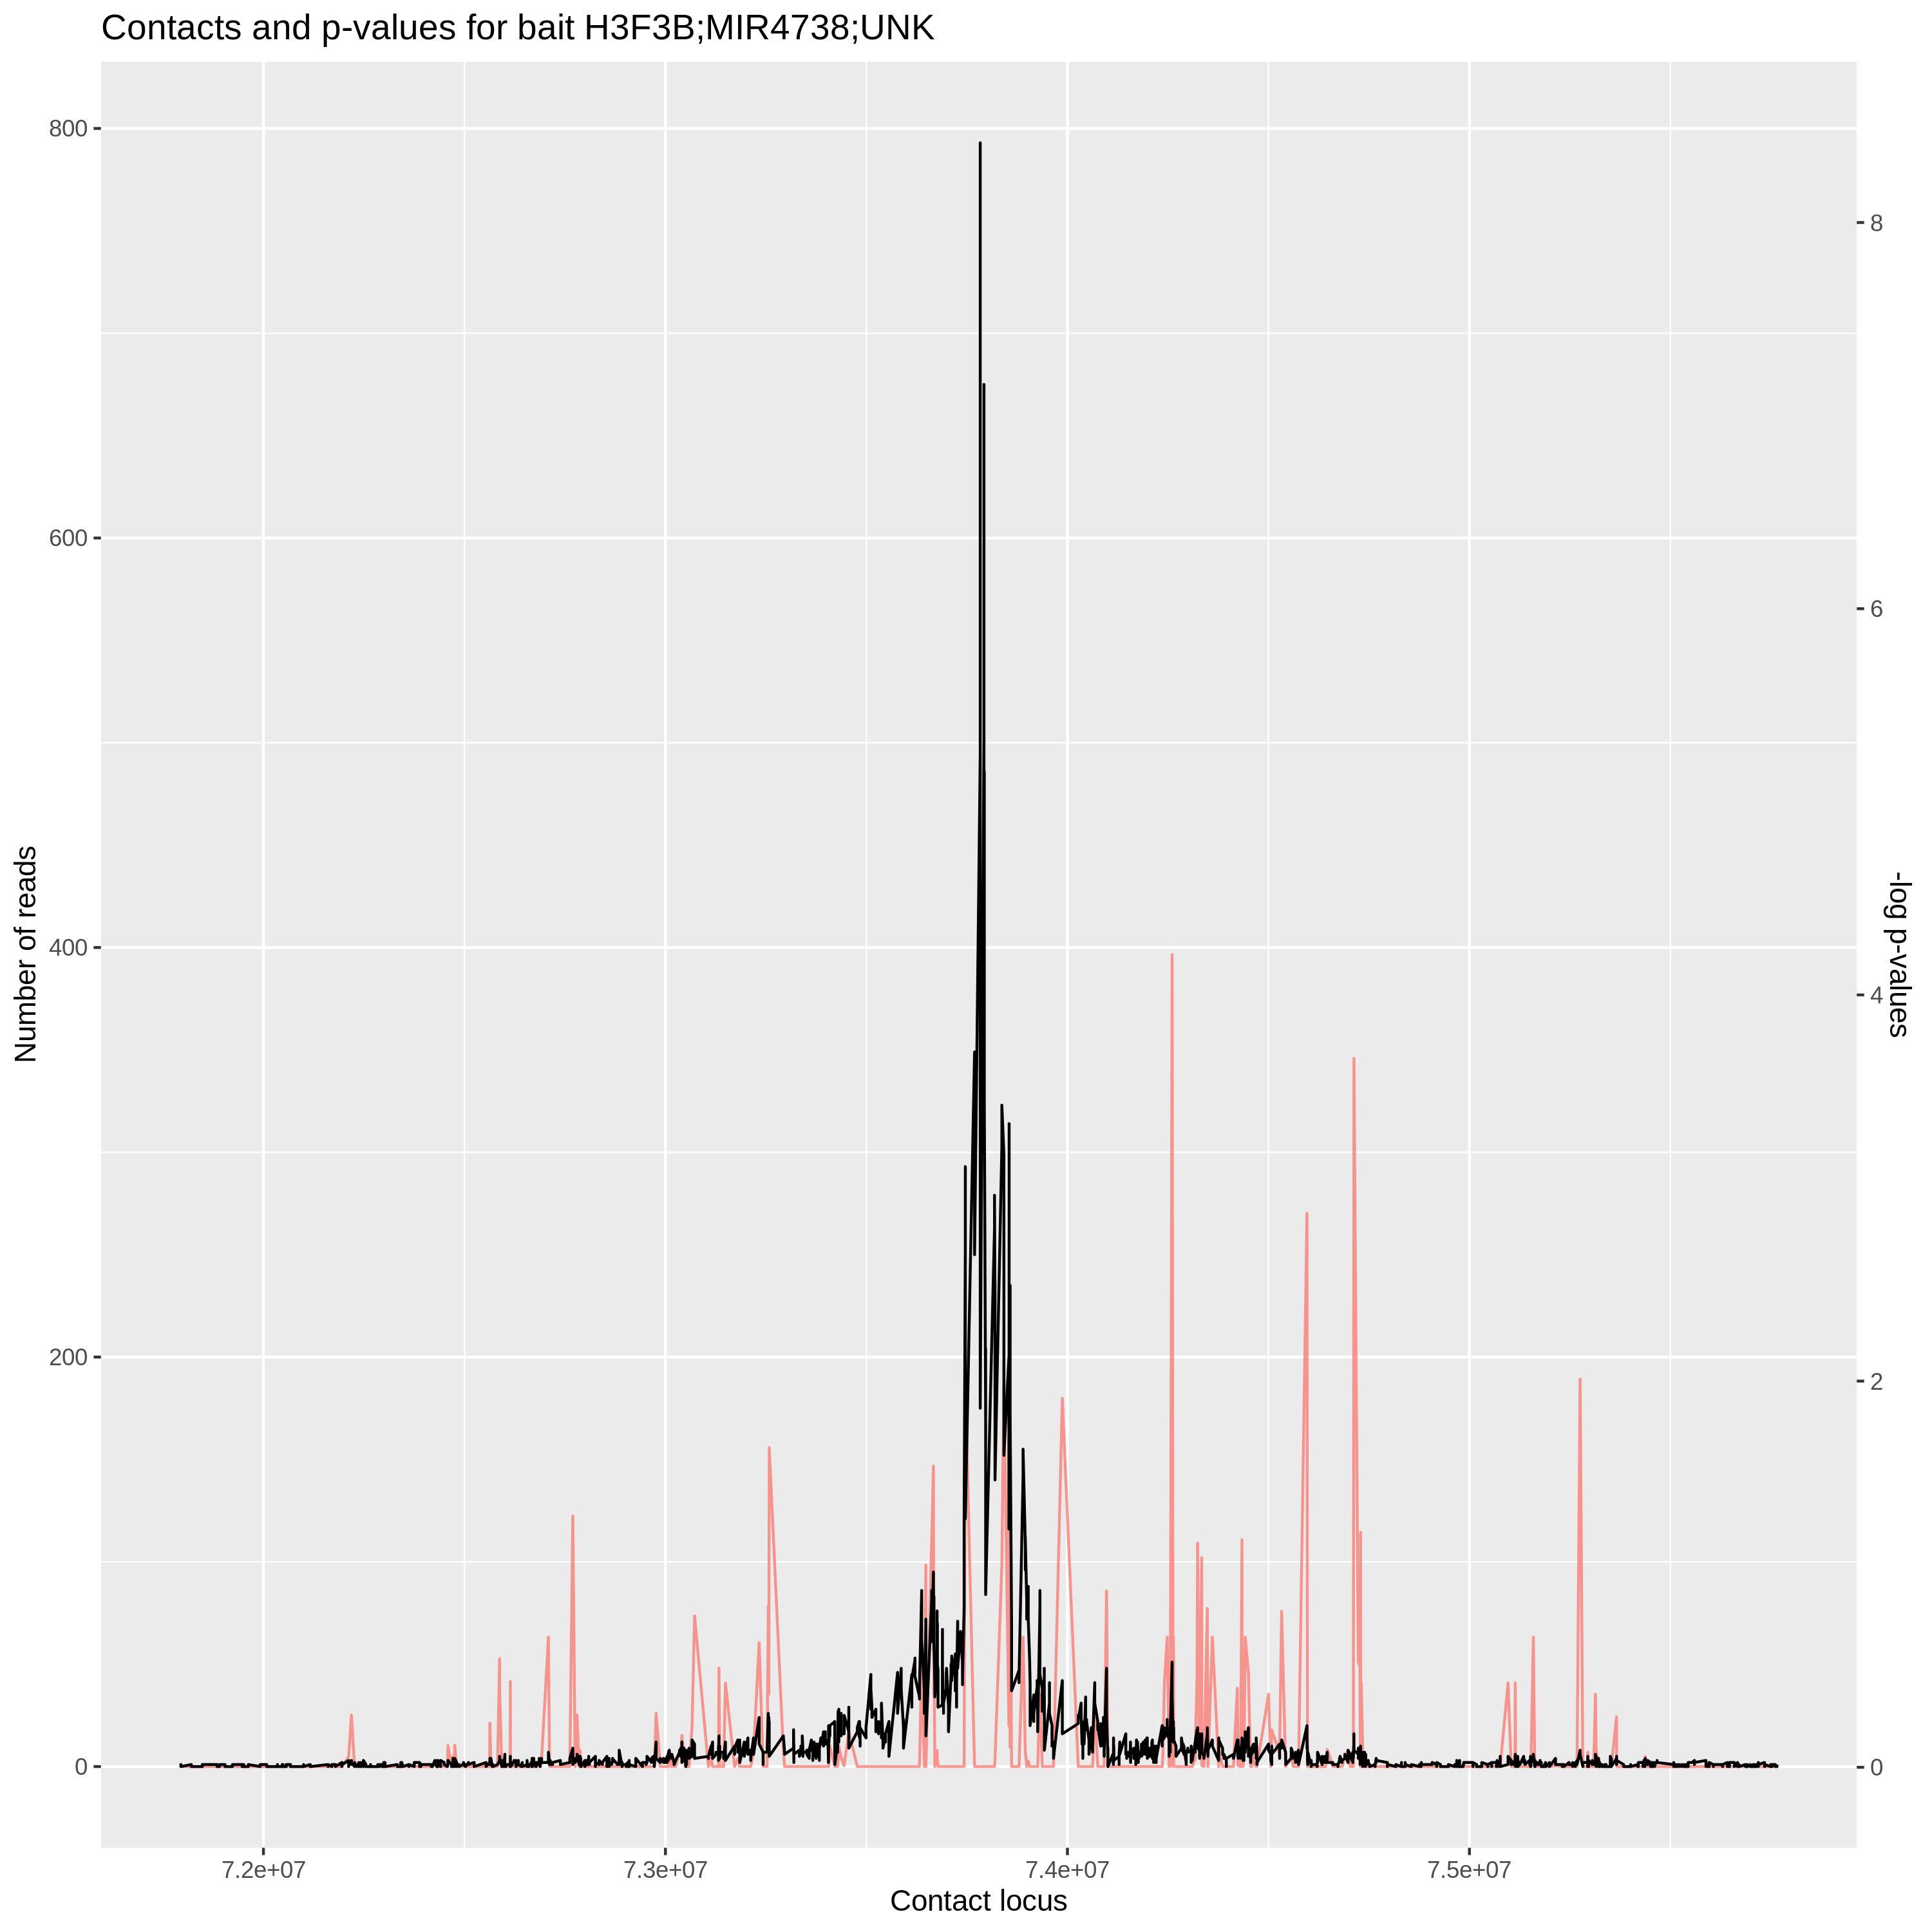 Contacts and p-values for bait H3F3B;MIR4738;UNK
800
600
400
200
0
Number of reads
8
6
4
2
0
-log p-values
7.2e+07
7.3e+07
7.4e+07
7.5e+07
Contact locus